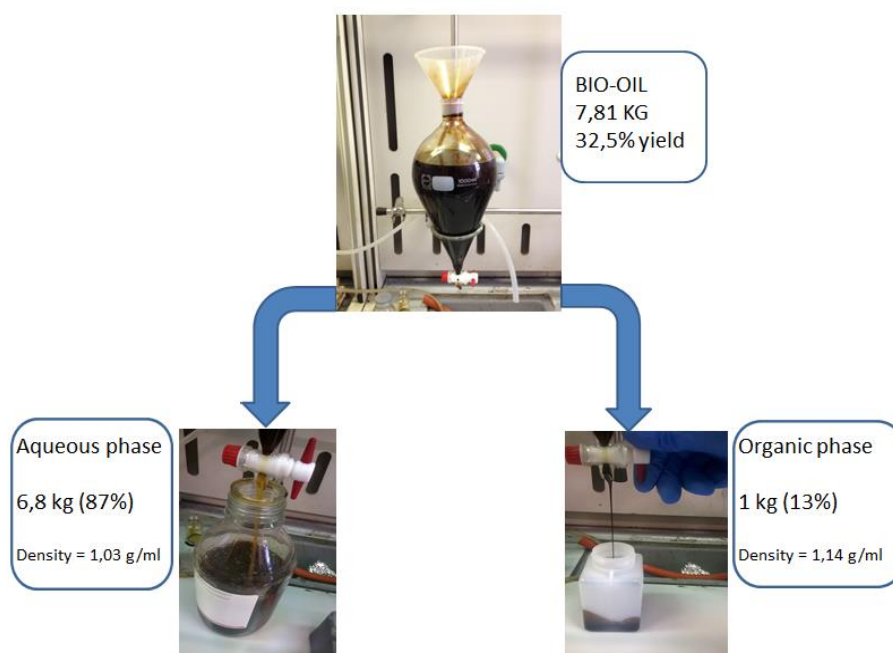 BIO-OIL
7,81 KG
32,5% yield
1000ml
Aqueous phase
6,8 kg (87%)
Density = 1,03 g/ml
Organic phase
1 kg (13%)
Density = 1,14 g/ml